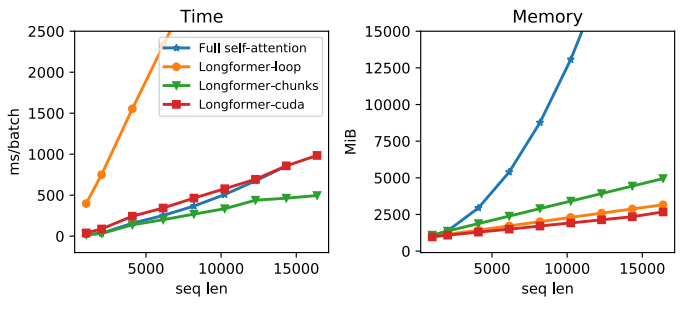 Time
2500
2000
1500
1000
500
0
ms/batch
5000
10000
15000
seq len
Full self-attention
Longformer-loop
Longformer-chunks
Longformer-cuda
Memory
15000
12500
10000
7500
5000
2500
0
MiB
5000
10000
15000
seq len